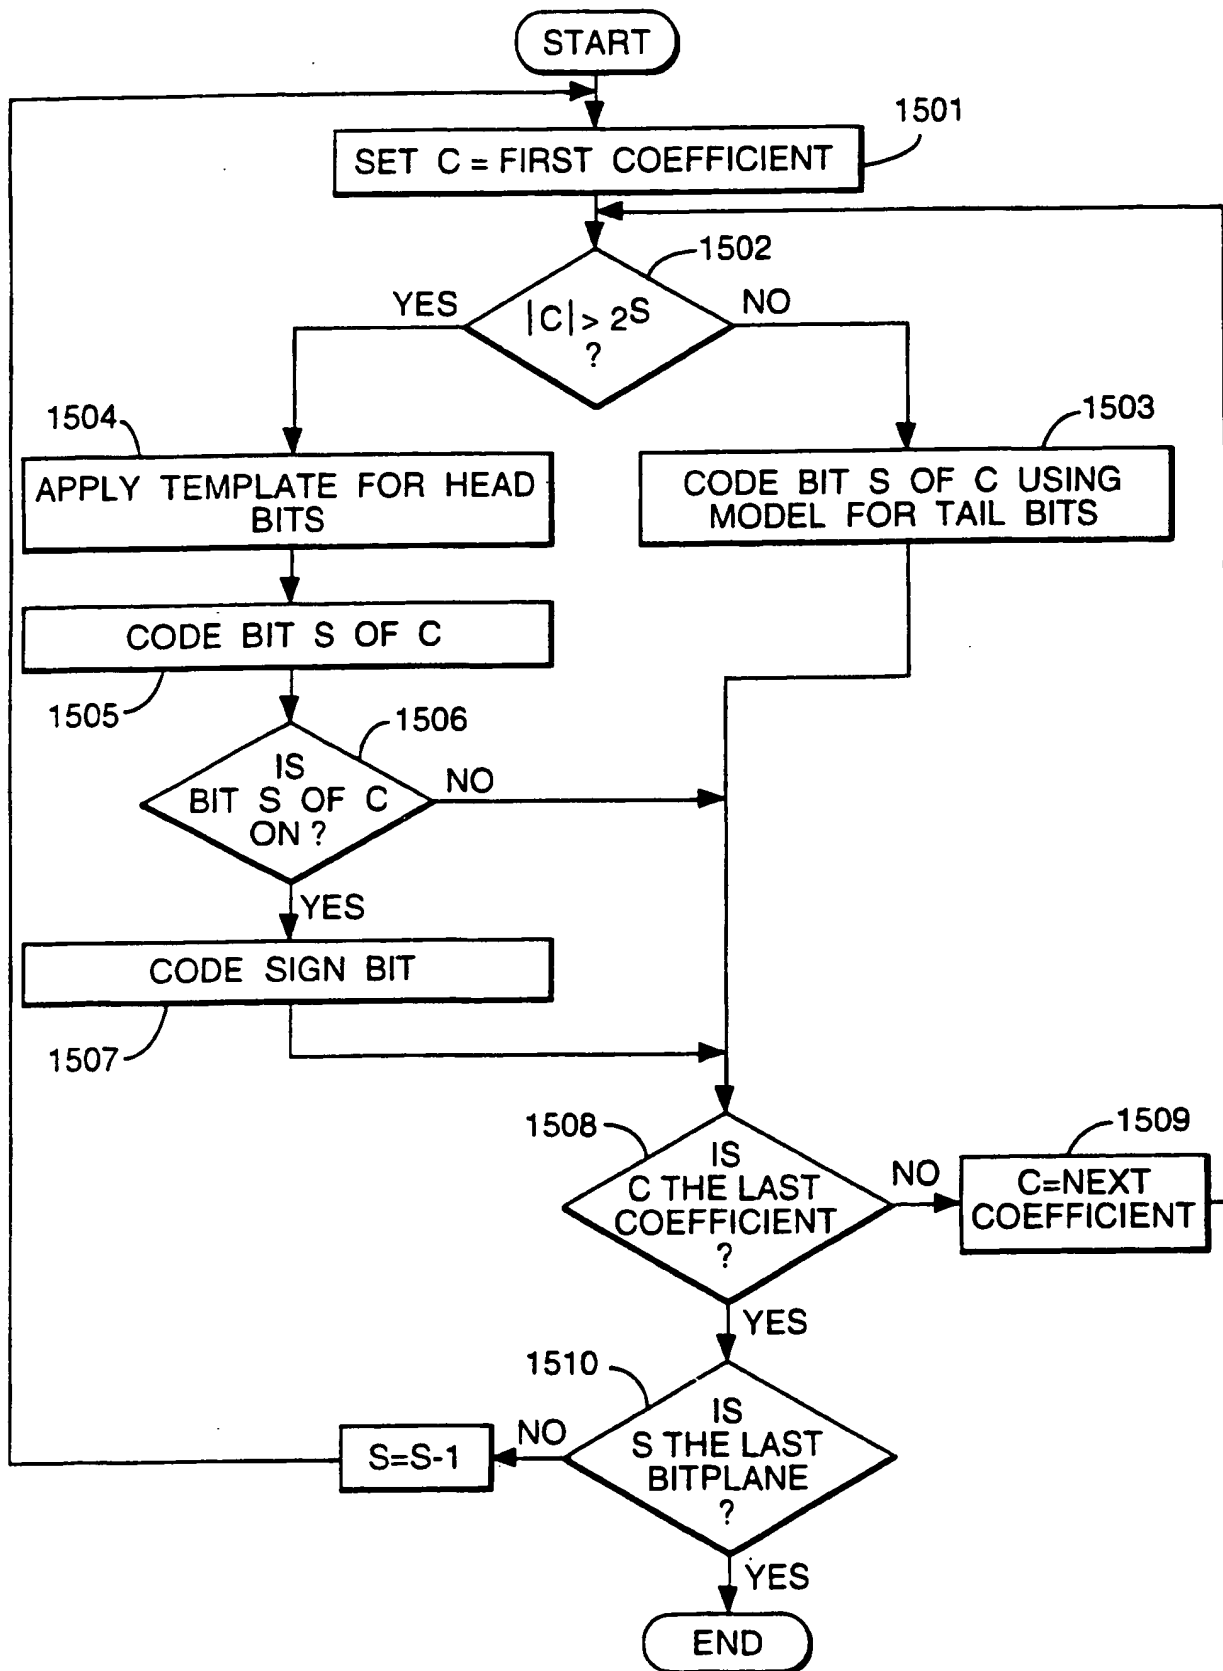 START
1501
SET C = FIRST COEFFICIENT
1502
YES
|C| > 2^S
?
NO
1504
APPLY TEMPLATE FOR HEAD
BITS
1503
CODE BIT S OF C USING
MODEL FOR TAIL BITS
CODE BIT S OF C
1505
1506
IS
BIT S OF C
ON ?
NO
YES
CODE SIGN BIT
1507
1508
IS
C THE LAST
COEFFICIENT
?
NO
1509
C=NEXT
COEFFICIENT
YES
1510
IS
S THE LAST
BITPLANE
?
NO
S=S-1
YES
END